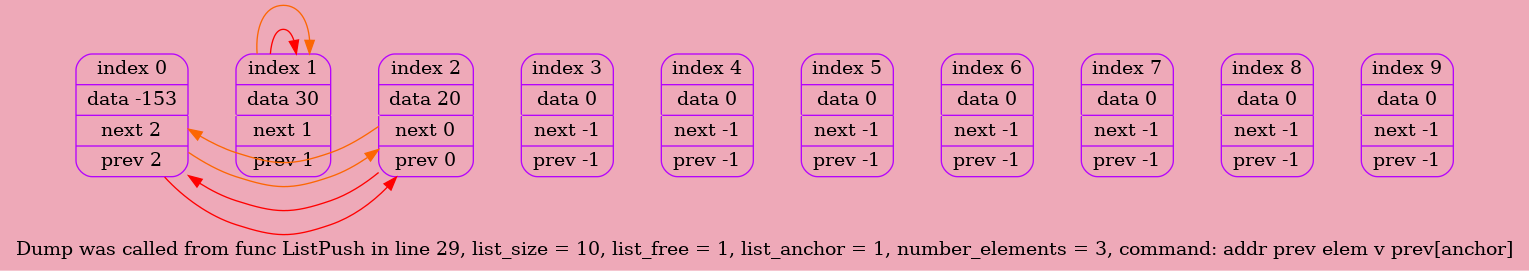 index 0
data -153
next 2
prev 2
index 1
data 30
next 1
prev 1
index 2
data 20
next 0
prev 0
index 3
data 0
next -1
prev -1
index 4
data 0
next -1
prev -1
index 5
data 0
next -1
prev -1
index 6
data 0
next -1
prev -1
index 7
data 0
next -1
prev -1
index 8
data 0
next -1
prev -1
index 9
data 0
next -1
prev -1
Dump was called from func ListPush in line 29, list_size = 10, list_free = 1, list_anchor = 1, number_elements = 3, command: addr prev elem v prev[anchor]